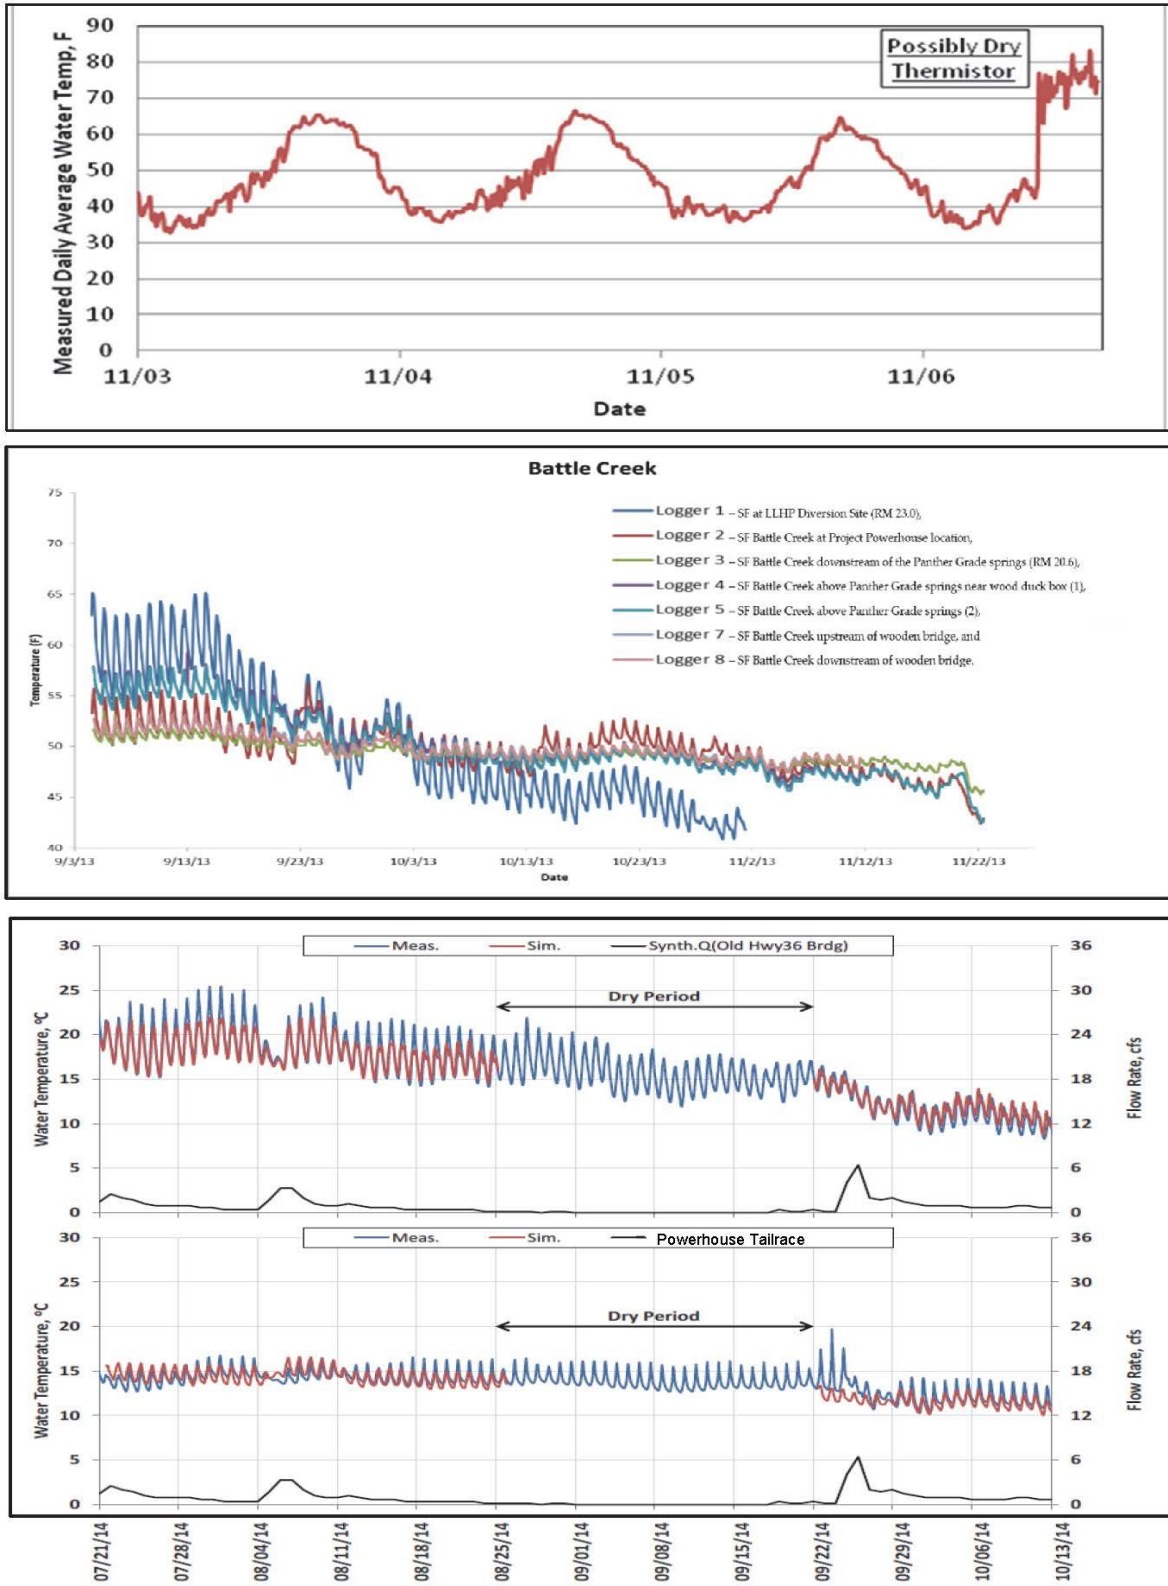 Measured Daily Average Water Temp, F
90
80
70
60
50
40
30
20
10
0
Possibly Dry
Thermistor
11/03 11/04 11/05 11/06
Date
Battle Creek
Temperature (F)
75
70
65
60
55
50
45
40
Logger 1 – SF at LLHP Diversion Site (RM 23.0),
Logger 2 – SF Battle Creek at Project Powerhouse location,
Logger 3 – SF Battle Creek downstream of the Panther Grade springs (RM 20.6),
Logger 4 – SF Battle Creek above Panther Grade springs near wood duck box (1),
Logger 5 – SF Battle Creek above Panther Grade springs (2),
Logger 7 – SF Battle Creek upstream of wooden bridge, and
Logger 8 – SF Battle Creek downstream of wooden bridge.
9/3/13 9/13/13 9/23/13 10/3/13 10/13/13 10/23/13 11/2/13 11/12/13 11/22/13
Date
Meas. Sim. Synth.Q(Old Hwy36 Brdg)
Water Temperature, ºC
30
25
20
15
10
5
0
Dry Period
36
30
24
18
12
6
0
Flow Rate, cfs
Meas. Sim. Powerhouse Tailrace
Water Temperature, ºC
30
25
20
15
10
5
0
Dry Period
36
30
24
18
12
6
0
Flow Rate, cfs
07/21/14 07/28/14 08/04/14 08/11/14 08/18/14 08/25/14 09/01/14 09/08/14 09/15/14 09/22/14 09/29/14 10/06/14 10/13/14